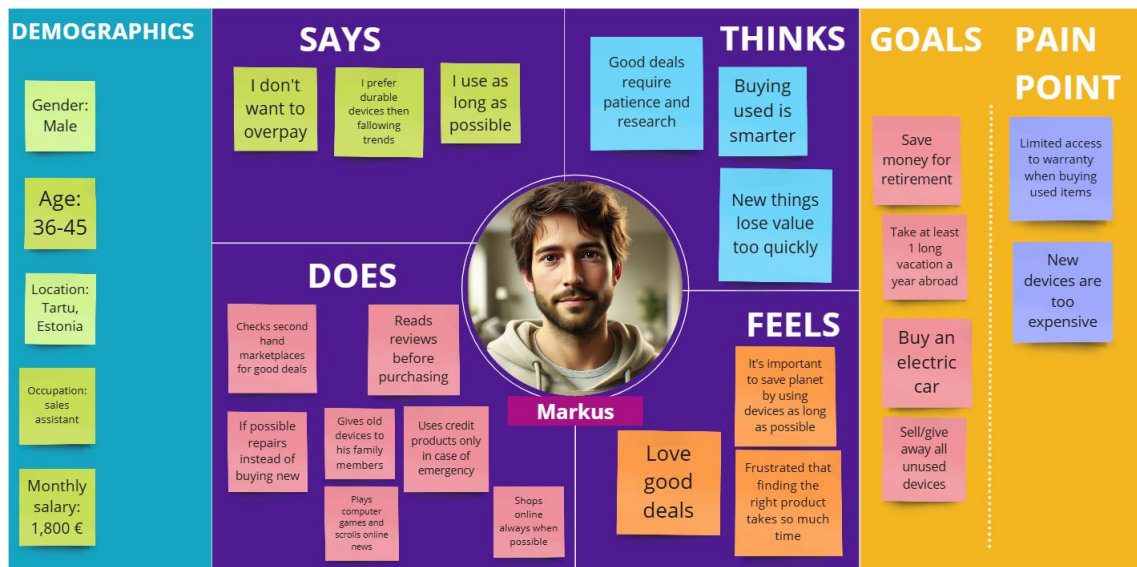 DEMOGRAPHICS
Gender:
Male
Age:
36-45
Location:
Tartu,
Estonia
Occupation:
sales
assistant
Monthly
salary:
1,800 €
SAYS
I don't
want to
overpay
I prefer
durable
devices then
fallowing
trends
I use as
long as
possible
THINKS
Good deals
require
patience and
research
Buying
used is
smarter
New things
lose value
too quickly
DOES
Checks second
hand
marketplaces
for good deals
Reads
reviews
before
purchasing
If possible
repairs
instead of
buying new
Gives old
devices to
his family
members
Uses credit
products only
in case of
emergency
Plays
computer
games and
scrolls online
news
Shops
online
always when
possible
Markus
FEELS
It's important
to save planet
by using
devices as long
as possible
Love
good
deals
Frustrated that
finding the
right product
takes so much
time
GOALS
Save
money for
retirement
Take at least
1 long
vacation a
year abroad
Buy an
electric
car
Sell/give
away all
unused
devices
PAIN
POINT
Limited access
to warranty
when buying
used items
New
devices are
too
expensive